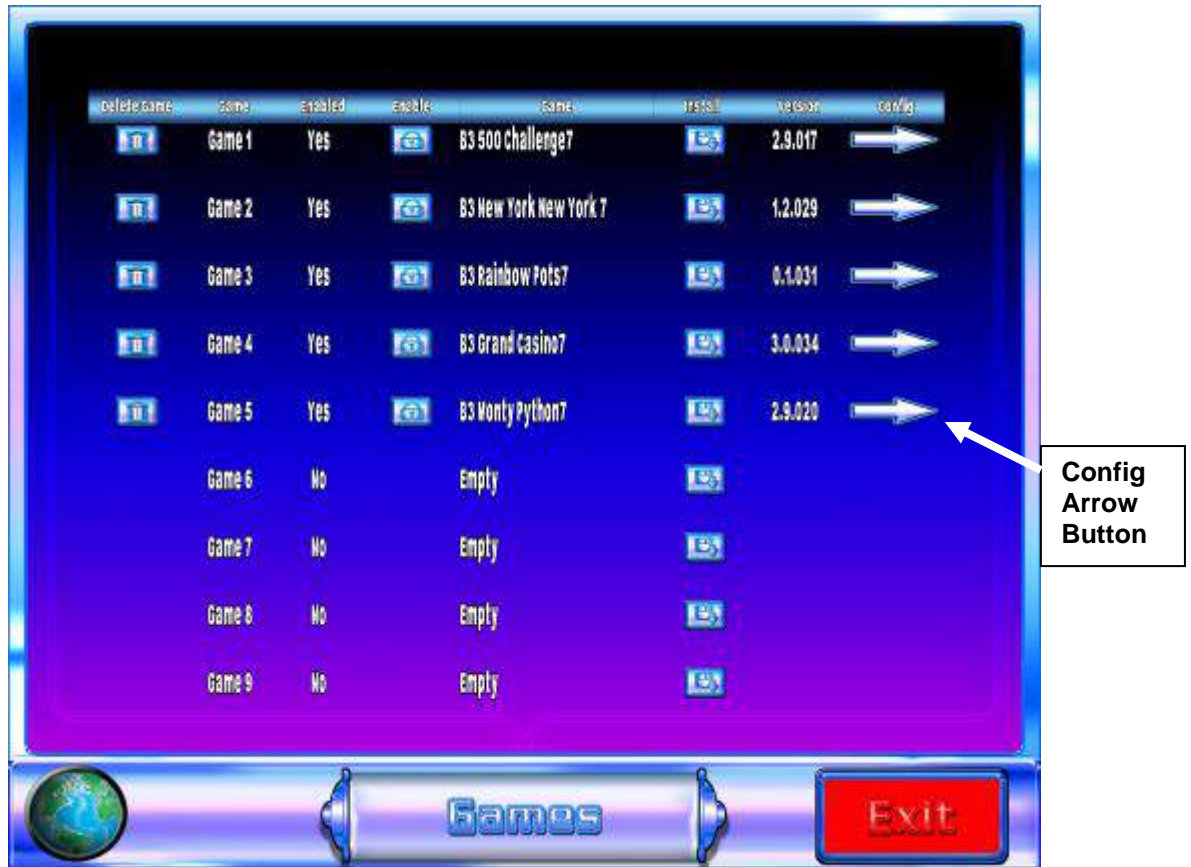 Delete Game Game Enabled Enable Game Install Version Config
Game 1 Yes B3 500 Challenge7 2.9.017
Game 2 Yes B3 New York New York 7 1.2.029
Game 3 Yes B3 Rainbow Pots7 0.1.031
Game 4 Yes B3 Grand Casino7 3.0.034
Game 5 Yes B3 Monty Python7 2.9.020
Game 6 No Empty
Game 7 No Empty
Game 8 No Empty
Game 9 No Empty
Config
Arrow
Button
Games
Exit